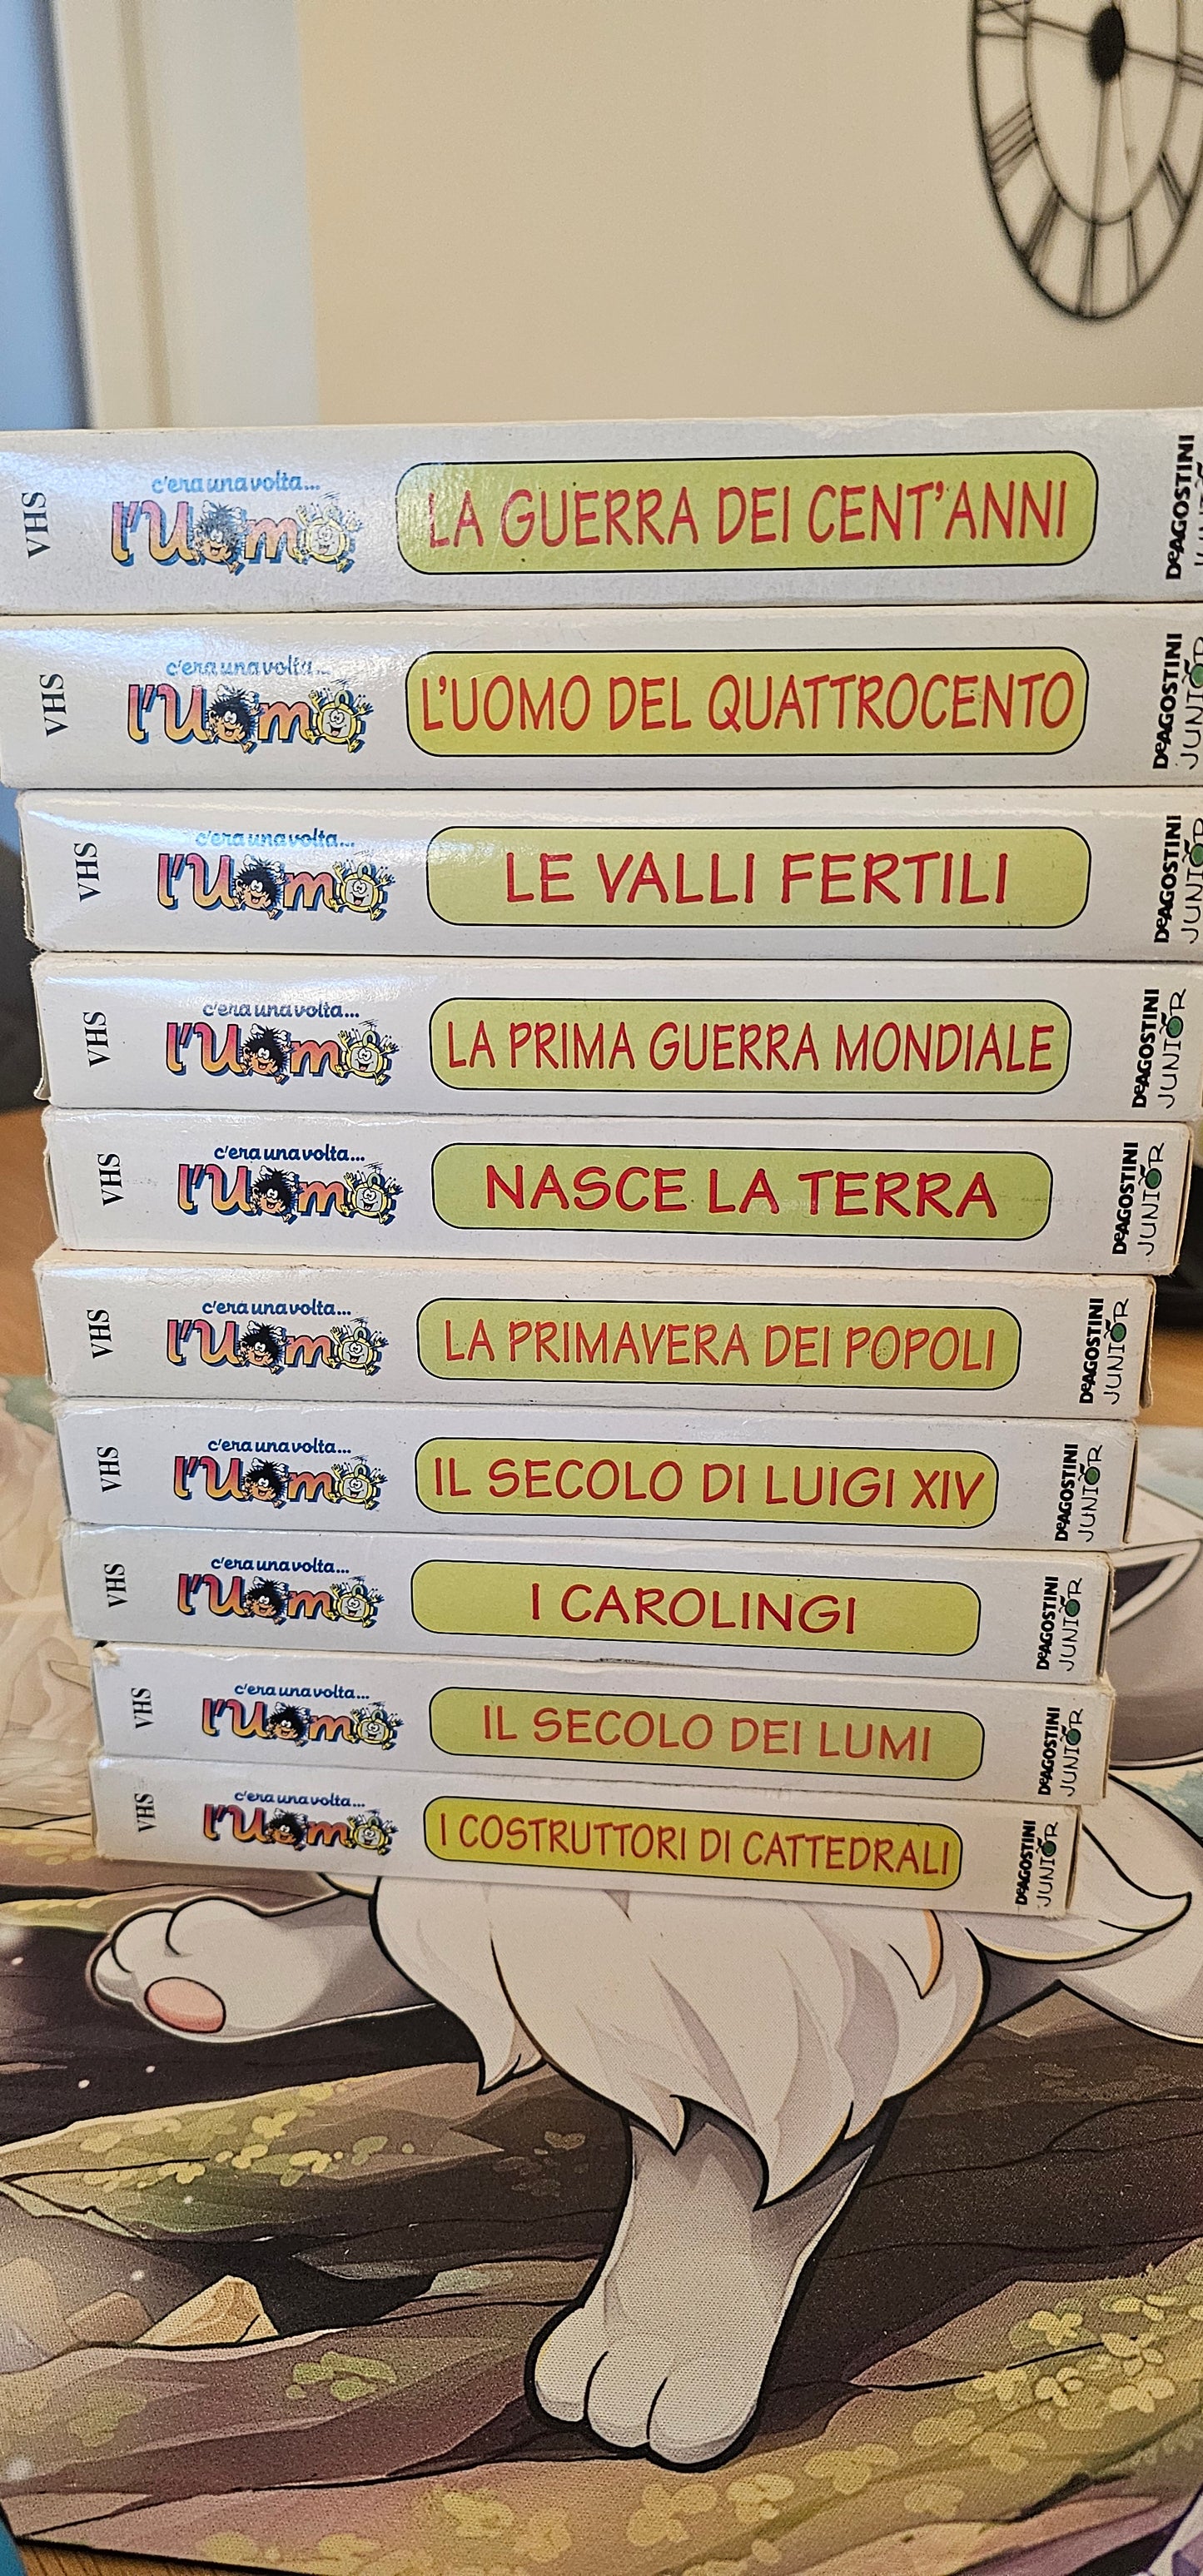 VHS
c'era una volta...
l'Uomo
LA GUERRA DEI CENT'ANNI
DeAGOSTINI
VHS
c'era una volta...
l'Uomo
L'UOMO DEL QUATTROCENTO
DeAGOSTINI
JUNIOR
VHS
c'era una volta...
l'Uomo
LE VALLI FERTILI
DeAGOSTINI
JUNIOR
VHS
c'era una volta...
l'Uomo
LA PRIMA GUERRA MONDIALE
DeAGOSTINI
JUNIOR
VHS
c'era una volta...
l'Uomo
NASCE LA TERRA
DeAGOSTINI
JUNIOR
VHS
c'era una volta...
l'Uomo
LA PRIMAVERA DEI POPOLI
DeAGOSTINI
JUNIOR
VHS
c'era una volta...
l'Uomo
IL SECOLO DI LUIGI XIV
DeAGOSTINI
JUNIOR
VHS
c'era una volta...
l'Uomo
I CAROLINGI
DeAGOSTINI
JUNIOR
VHS
c'era una volta...
l'Uomo
IL SECOLO DEI LUMI
DeAGOSTINI
JUNIOR
VHS
c'era una volta...
l'Uomo
I COSTRUTTORI DI CATTEDRALI
DeAGOSTINI
JUNIOR